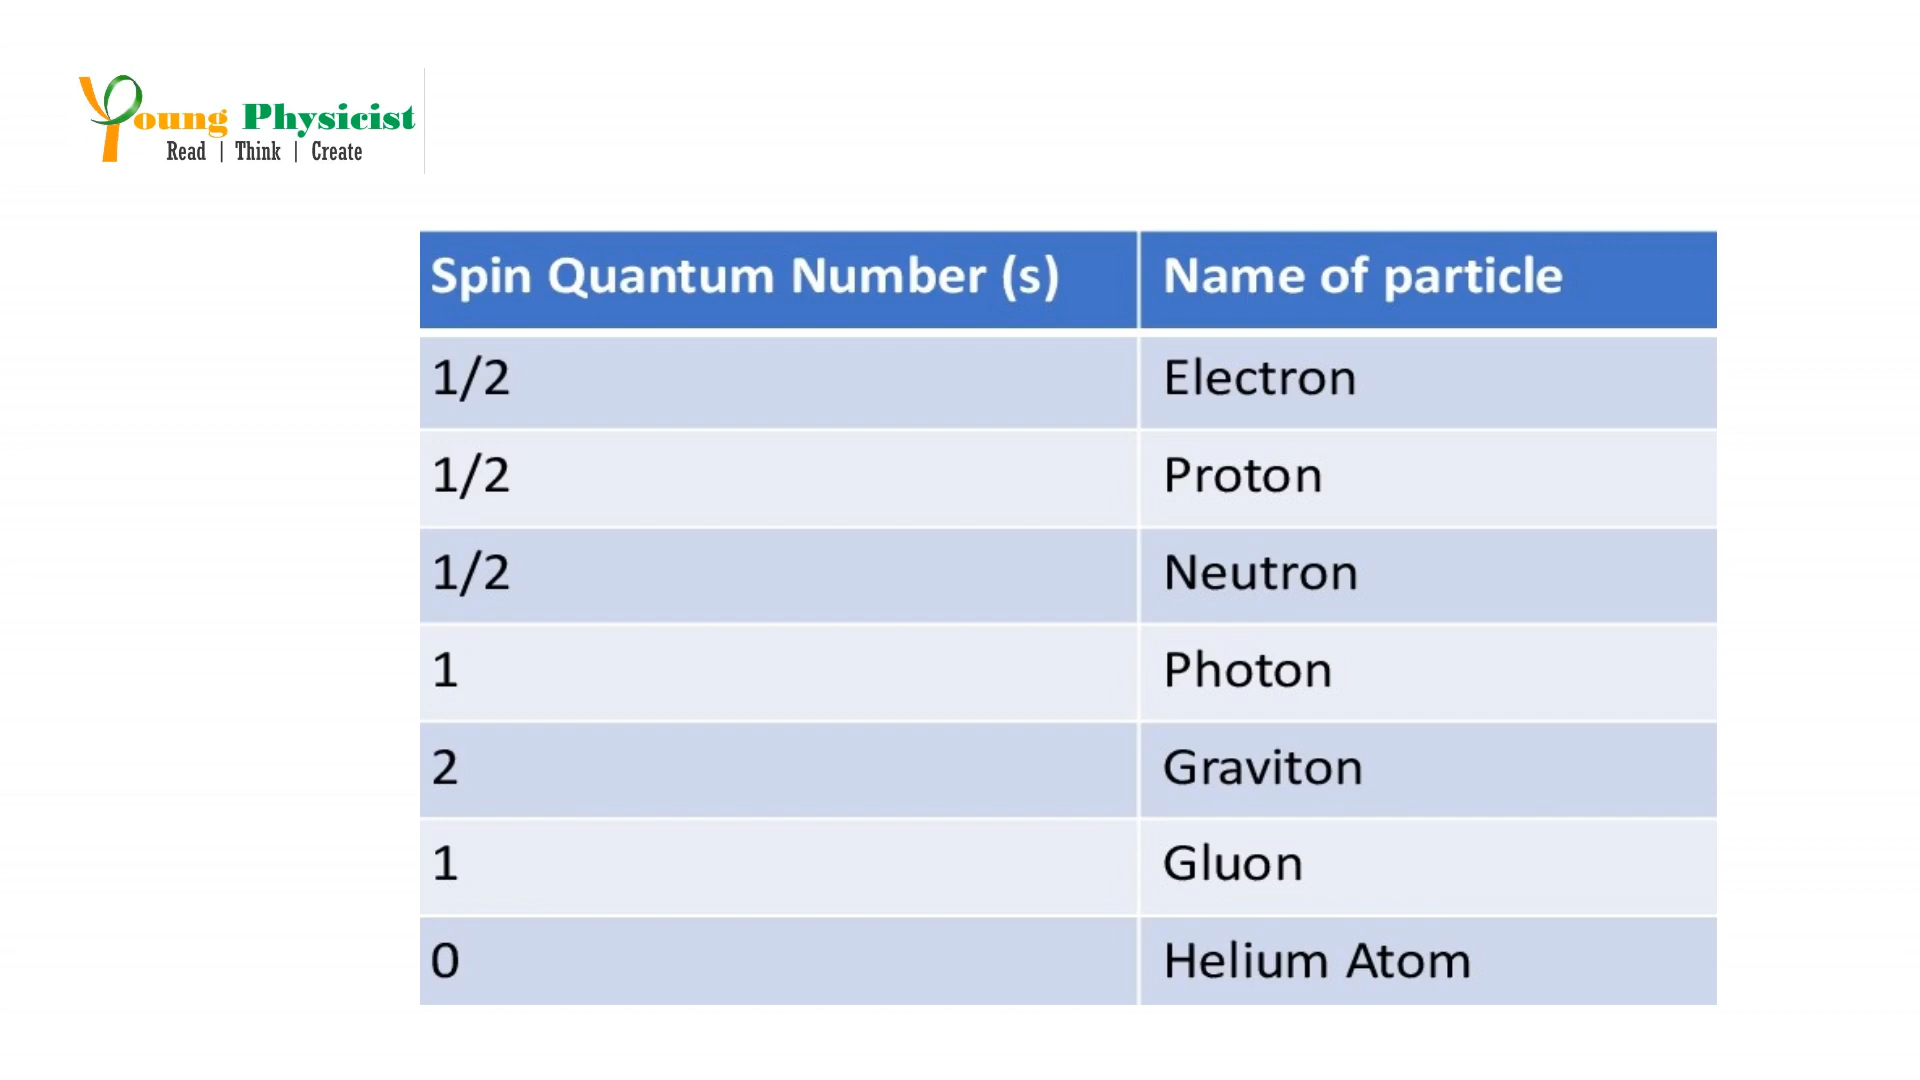 Young Physicist
Read | Think | Create
Spin Quantum Number (s) Name of particle
1/2 Electron
1/2 Proton
1/2 Neutron
1 Photon
2 Graviton
1 Gluon
0 Helium Atom